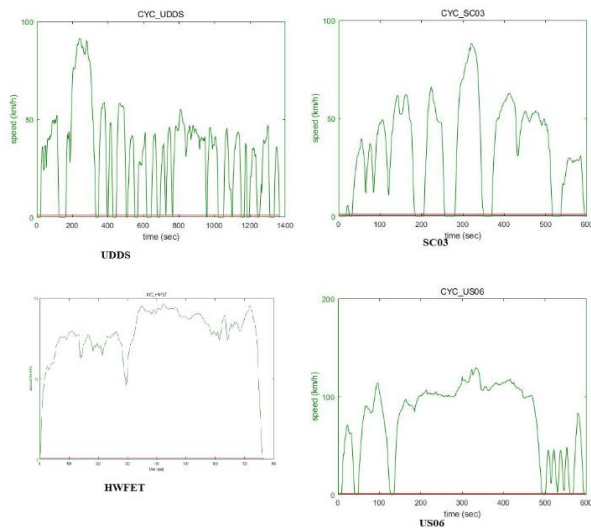 CYC_UDDS
speed (km/h)
100
50
0
0 200 400 600 800 1000 1200 1400
time (sec)
UDDS
CYC_SC03
speed (km/h)
100
50
0
0 100 200 300 400 500 600
time (sec)
SC03
HWFET
CYC_US06
speed (km/h)
200
100
0
0 100 200 300 400 500 600
time (sec)
US06